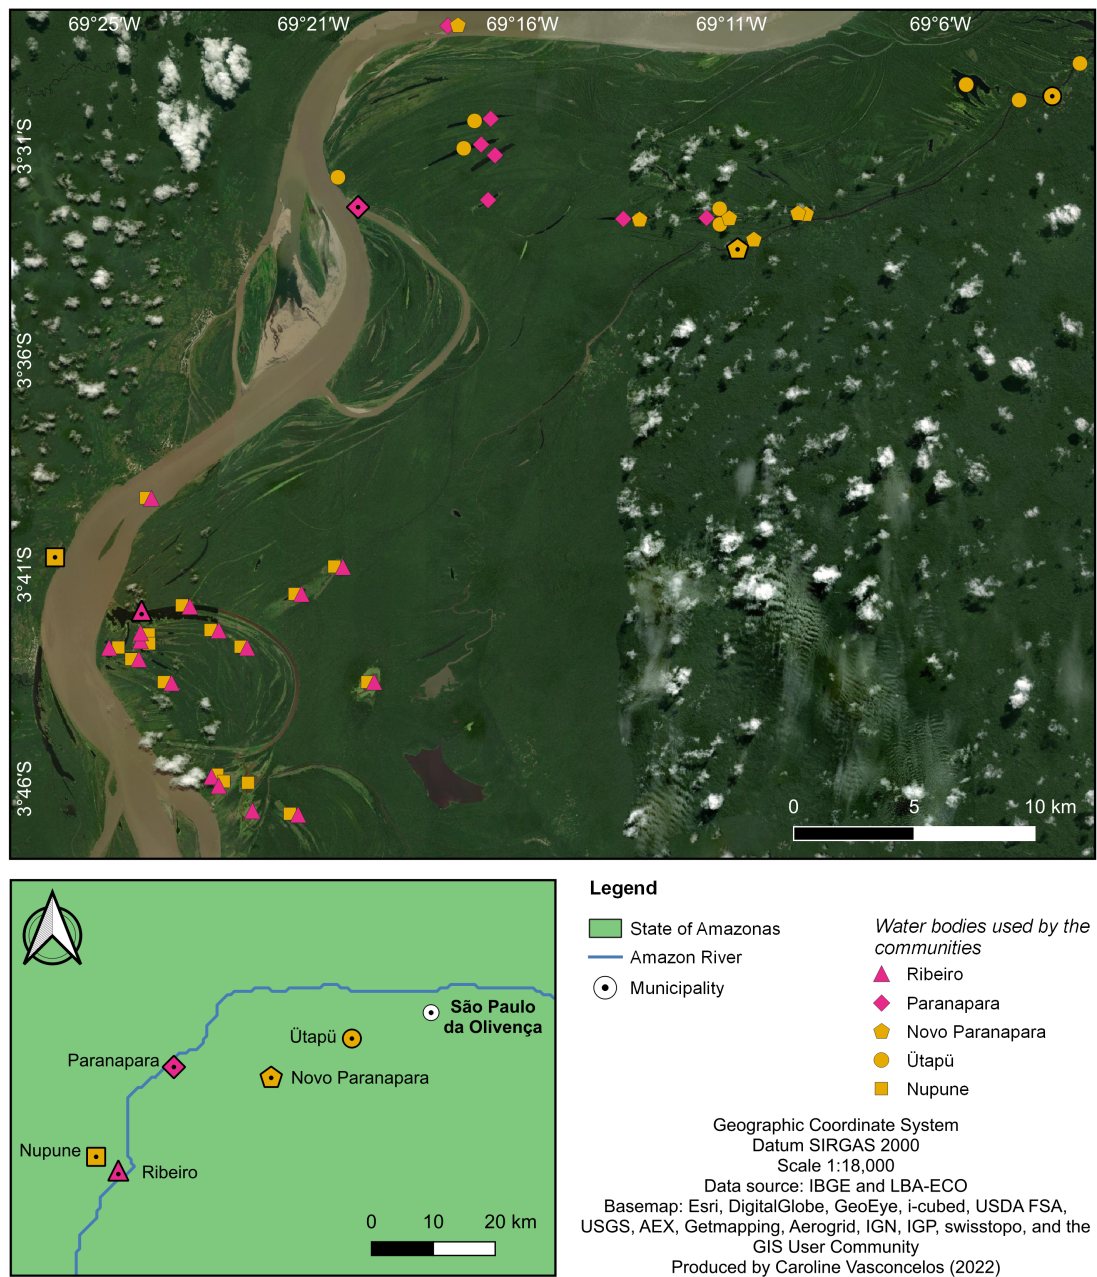 69°25'W
69°21'W
69°16'W
69°11'W
69°6'W
3°31'S
3°36'S
3°41'S
3°46'S
0 5 10 km
São Paulo
da Olivença
Ütapü
Paranapara
Novo Paranapara
Nupune
Ribeiro
0 10 20 km
Legend
State of Amazonas
Amazon River
Municipality
Water bodies used by the
communities
Ribeiro
Paranapara
Novo Paranapara
Ütapü
Nupune
Geographic Coordinate System
Datum SIRGAS 2000
Scale 1:18,000
Data source: IBGE and LBA-ECO
Basemap: Esri, DigitalGlobe, GeoEye, i-cubed, USDA FSA,
USGS, AEX, Getmapping, Aerogrid, IGN, IGP, swisstopo, and the
GIS User Community
Produced by Caroline Vasconcelos (2022)